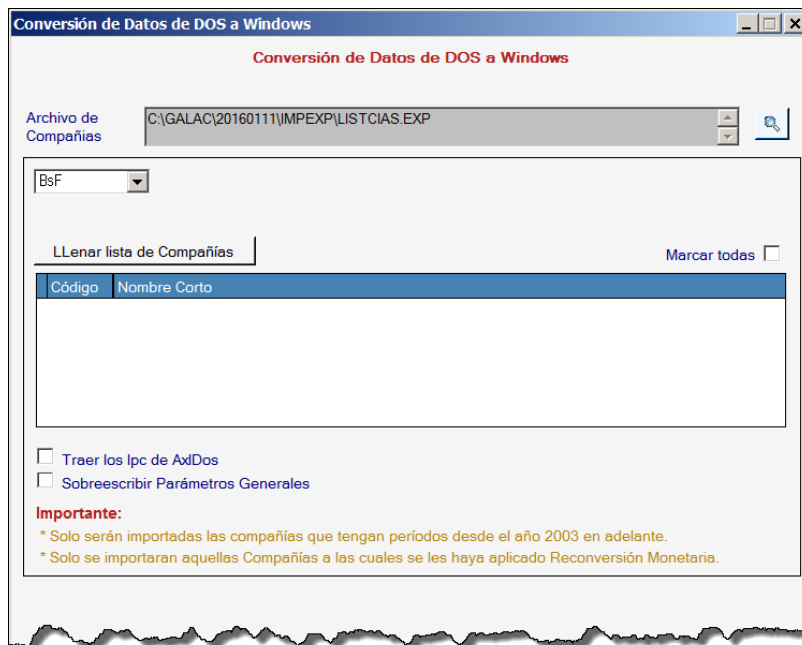 Conversión de Datos de DOS a Windows
Conversión de Datos de DOS a Windows
Archivo de
Compañias
C:\GALAC\20160111\IMPEXP\LISTCIAS.EXP
BsF
LLenar lista de Compañías
Marcar todas
Código Nombre Corto
Traer los Ipc de AxIDos
Sobreescribir Parámetros Generales
Importante:
* Solo serán importadas las compañías que tengan períodos desde el año 2003 en adelante.
* Solo se importaran aquellas Compañías a las cuales se les haya aplicado Reconversión Monetaria.